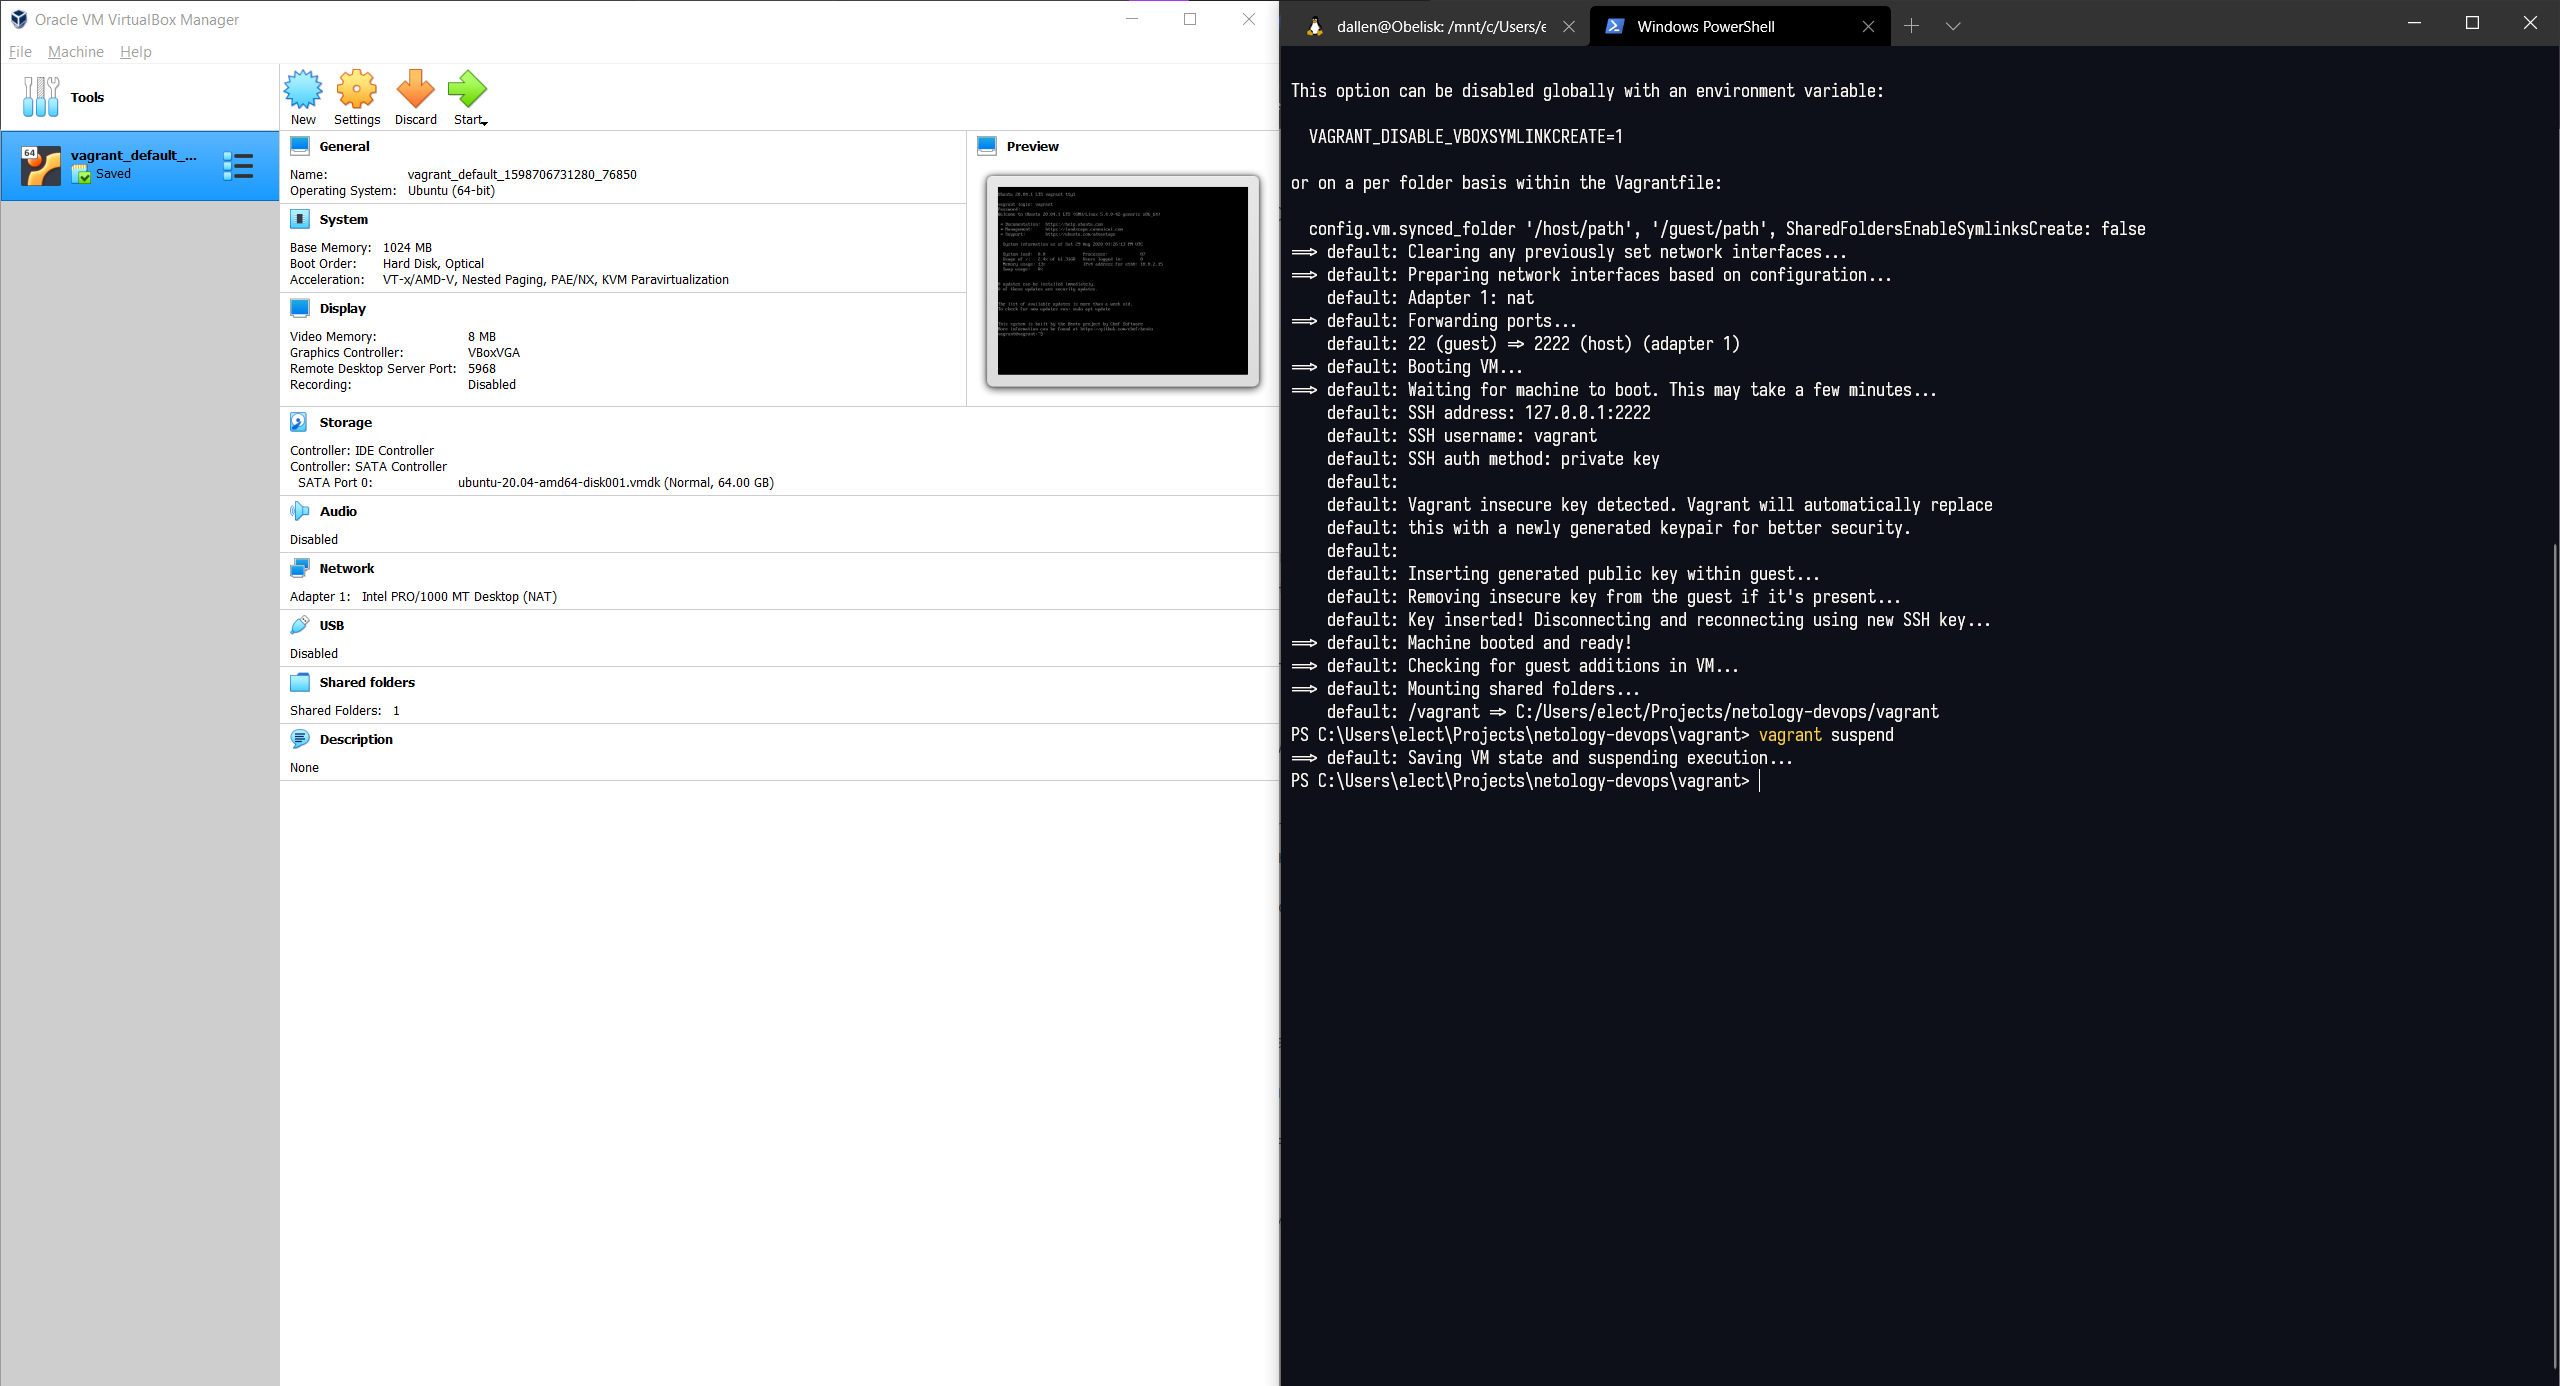 Oracle VM VirtualBox Manager
File Machine Help
Tools
64
vagrant_default_...
Saved
New Settings Discard Start
General
Name: vagrant_default_1598706731280_76850
Operating System: Ubuntu (64-bit)
System
Base Memory: 1024 MB
Boot Order: Hard Disk, Optical
Acceleration: VT-x/AMD-V, Nested Paging, PAE/NX, KVM Paravirtualization
Display
Video Memory: 8 MB
Graphics Controller: VBoxVGA
Remote Desktop Server Port: 5968
Recording: Disabled
Preview
Storage
Controller: IDE Controller
Controller: SATA Controller
SATA Port 0: ubuntu-20.04-amd64-disk001.vmdk (Normal, 64.00 GB)
Audio
Disabled
Network
Adapter 1: Intel PRO/1000 MT Desktop (NAT)
USB
Disabled
Shared folders
Shared Folders: 1
Description
None
dallen@Obelisk: /mnt/c/Users/e
Windows PowerShell
This option can be disabled globally with an environment variable:
VAGRANT_DISABLE_VBOXSYMLINKCREATE=1
or on a per folder basis within the Vagrantfile:
config.vm.synced_folder '/host/path', '/guest/path', SharedFoldersEnableSymlinksCreate: false
==> default: Clearing any previously set network interfaces...
==> default: Preparing network interfaces based on configuration...
default: Adapter 1: nat
==> default: Forwarding ports...
default: 22 (guest) => 2222 (host) (adapter 1)
==> default: Booting VM...
==> default: Waiting for machine to boot. This may take a few minutes...
default: SSH address: 127.0.0.1:2222
default: SSH username: vagrant
default: SSH auth method: private key
default:
default: Vagrant insecure key detected. Vagrant will automatically replace
default: this with a newly generated keypair for better security.
default:
default: Inserting generated public key within guest...
default: Removing insecure key from the guest if it's present...
default: Key inserted! Disconnecting and reconnecting using new SSH key...
==> default: Machine booted and ready!
==> default: Checking for guest additions in VM...
==> default: Mounting shared folders...
default: /vagrant => C:/Users/elect/Projects/netology-devops/vagrant
PS C:\Users\elect\Projects\netology-devops\vagrant> vagrant suspend
==> default: Saving VM state and suspending execution...
PS C:\Users\elect\Projects\netology-devops\vagrant>